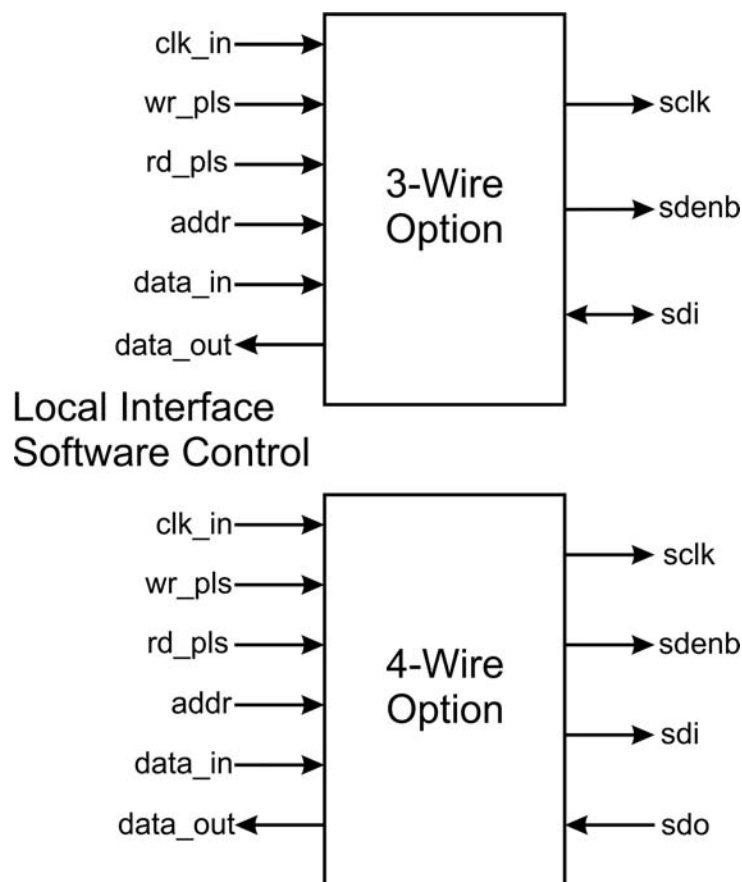 clk_in
wr_pls
rd_pls
addr
data_in
data_out
3-Wire
Option
sclk
sdenb
sdi
Local Interface
Software Control
clk_in
wr_pls
rd_pls
addr
data_in
data_out
4-Wire
Option
sclk
sdenb
sdi
sdo